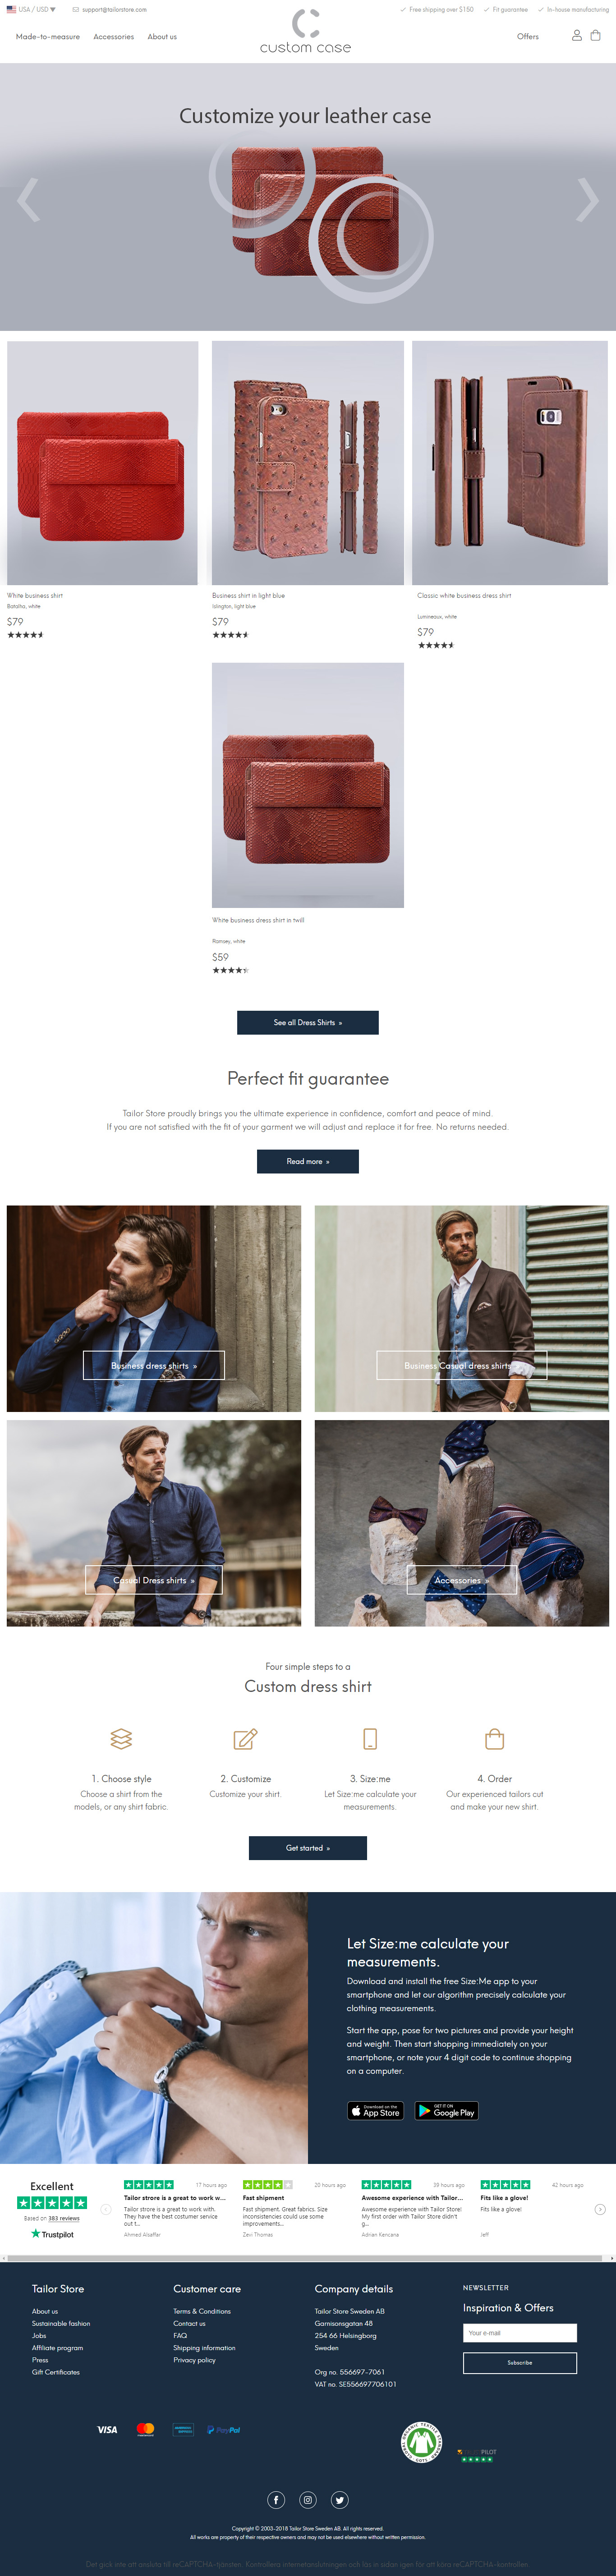 USA / USD ▼
support@tailorstore.com
Free shipping over $150
Fit guarantee
In-house manufacturing
Made-to-measure
Accessories
About us
custom case
Offers
Customize your leather case
White business shirt
Batalha, white
$79
Business shirt in light blue
Islington, light blue
$79
Classic white business dress shirt
Lumineaux, white
$79
White business dress shirt in twill
Ramsey, white
$59
See all Dress Shirts »
Perfect fit guarantee
Tailor Store proudly brings you the ultimate experience in confidence, comfort and peace of mind.
If you are not satisfied with the fit of your garment we will adjust and replace it for free. No returns needed.
Read more »
Business dress shirts »
Business Casual dress shirts »
Casual Dress shirts »
Accessories »
Four simple steps to a
Custom dress shirt
1. Choose style
Choose a shirt from the
models, or any shirt fabric.
2. Customize
Customize your shirt.
3. Size:me
Let Size:me calculate your
measurements.
4. Order
Our experienced tailors cut
and make your new shirt.
Get started »
Let Size:me calculate your
measurements.
Download and install the free Size:Me app to your
smartphone and let our algorithm precisely calculate your
clothing measurements.
Start the app, pose for two pictures and provide your height
and weight. Then start shopping immediately on your
smartphone, or note your 4 digit code to continue shopping
on a computer.
Download on the
App Store
GET IT ON
Google Play
Excellent
Based on 383 reviews
Trustpilot
17 hours ago
Tailor strore is a great to work w...
Tailor strore is a great to work with.
They have the best costumer service
out t...
Ahmed Alsaffar
20 hours ago
Fast shipment
Fast shipment. Great fabrics. Size
inconsistencies could use some
improvements...
Zavi Thomas
39 hours ago
Awesome experience with Tailor...
Awesome experience with Tailor Store!
My first order with Tailor Store didn't
g...
Adrian Kencana
42 hours ago
Fits like a glove!
Fits like a glove!
Jeff
Tailor Store
About us
Sustainable fashion
Jobs
Affiliate program
Press
Gift Certificates
Customer care
Terms & Conditions
Contact us
FAQ
Shipping information
Privacy policy
Company details
Tailor Store Sweden AB
Garnisonsgatan 48
254 66 Helsingborg
Sweden
Org no. 556697-7061
VAT no. SE556697706101
NEWSLETTER
Inspiration & Offers
Your e-mail
Subscribe
VISA
PayPal
ORGANIC TEXTILE
GOTS
PILOT
Copyright © 2003-2018 Tailor Store Sweden AB. All rights reserved.
All works are property of their respective owners and may not be used elsewhere without written permission.
Det gick inte att ansluta till reCAPTCHA-tjänsten. Kontrollera internetanslutningen och läs in sidan igen för att köra reCAPTCHA-kontrollen.